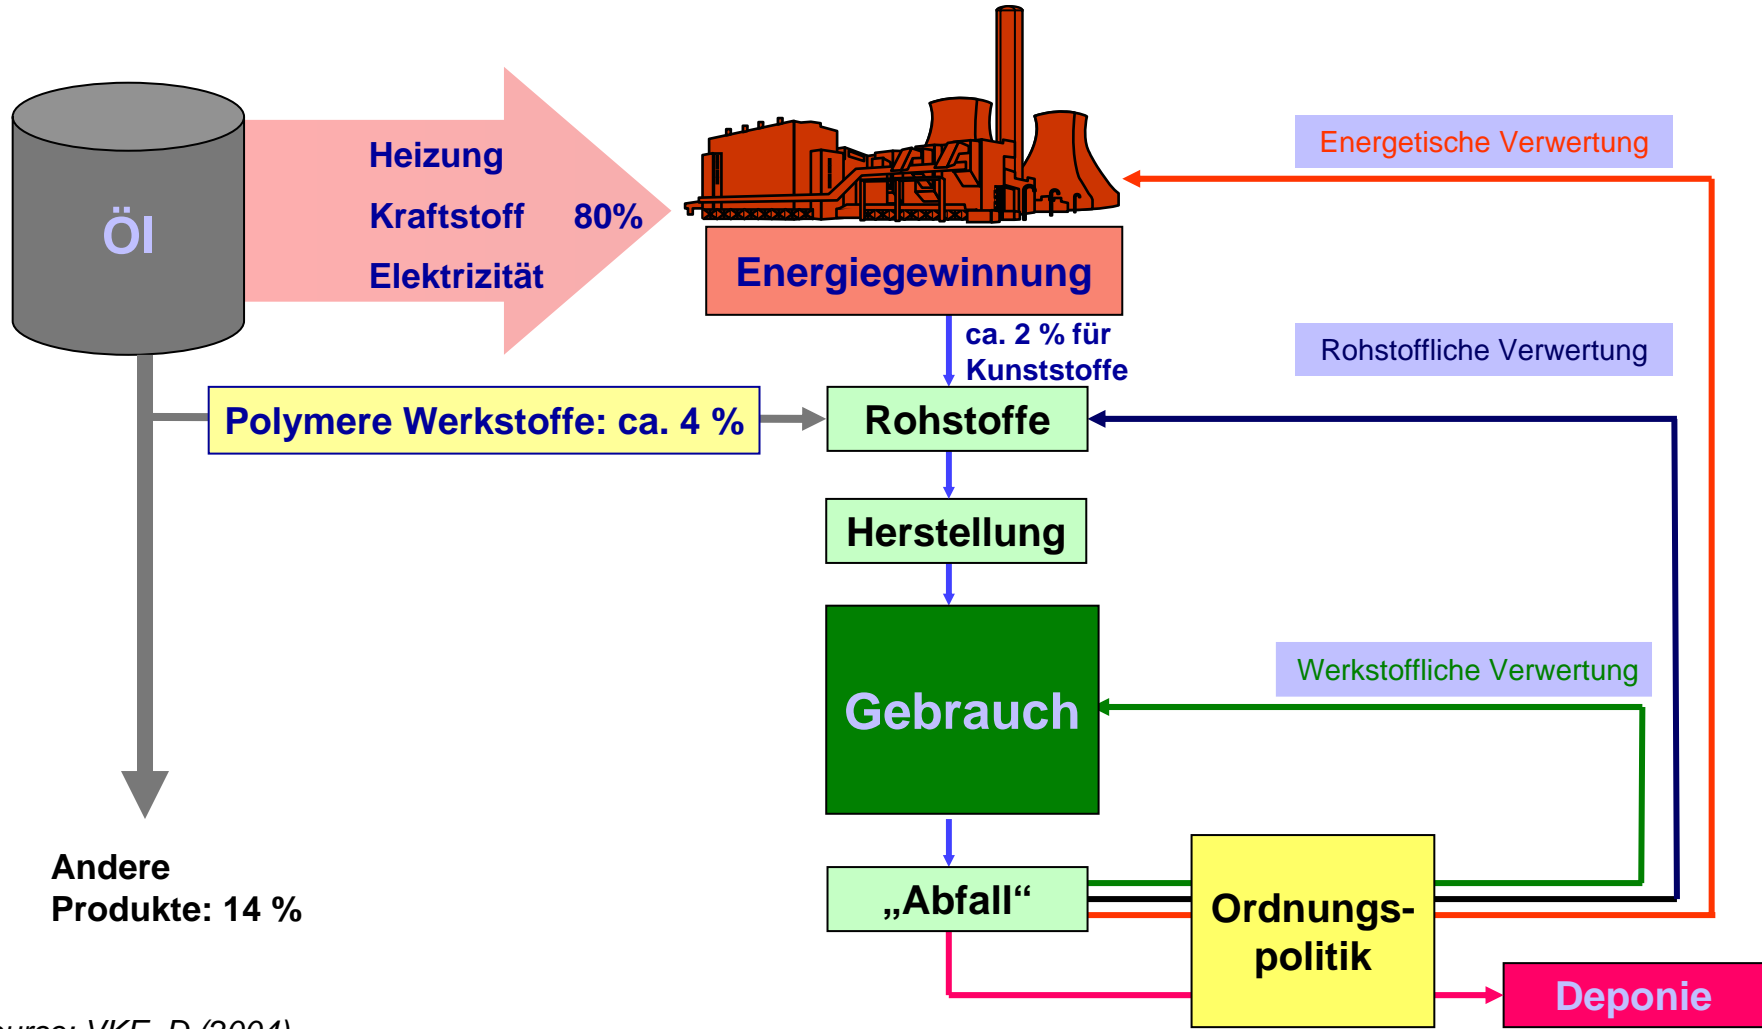 Öl
Heizung
Kraftstoff 80%
Elektrizität
Energiegewinnung
Energetische Verwertung
ca. 2 % für
Kunststoffe
Rohstoffliche Verwertung
Polymere Werkstoffe: ca. 4 %
Rohstoffe
Herstellung
Gebrauch
Werkstoffliche Verwertung
Andere
Produkte: 14 %
„Abfall“
Ordnungs-
politik
Deponie
(2004)